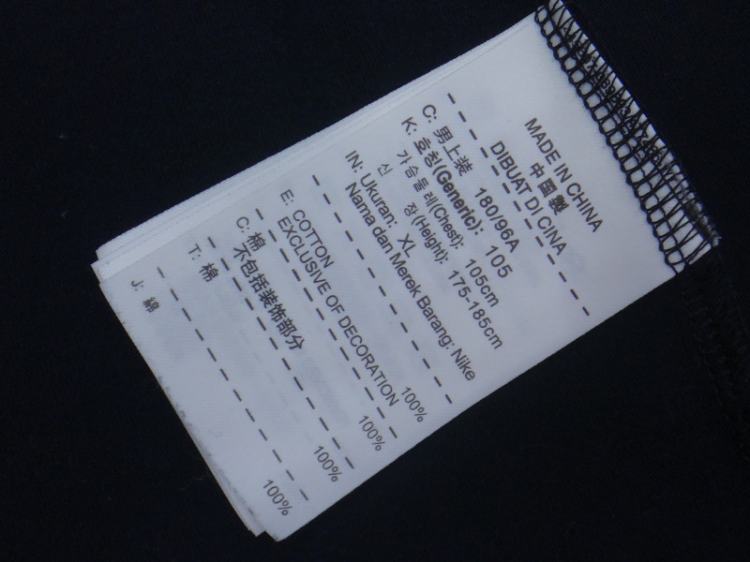 MADE IN CHINA
中国製
DIBUAT DI CINA
C: 男上装 180/96A
K: 호칭(Generic): 105
가슴둘레(Chest): 105cm
신 장(Height): 175-185cm
IN: Ukuran: XL
Nama dan Merek Barang: Nike
E: COTTON 100%
EXCLUSIVE OF DECORATION
C: 棉 100%
不包括装饰部分
T: 棉 100%
J: 綿 100%